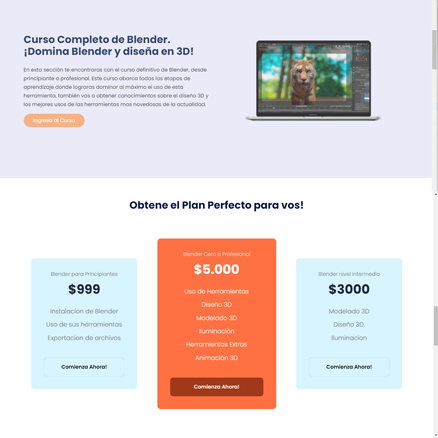 Curso Completo de Blender.
¡Domina Blender y diseña en 3D!
En esta sección te encontraras con el curso definitivo de Blender, desde
principiante a profesional. Este curso abarca todas las etapas de
aprendizaje donde lograras dominar al máximo el uso de esta
herramienta, también vas a obtener conocimientos sobre el diseño 3D y
los mejores usos de las herramientas mas novedosas de la actualidad.
Ingresa al Curso
Obtene el Plan Perfecto para vos!
Blender para Principiantes
$999
Instalacion de Blender
Uso de sus herramientas
Exportacion de archivos
Comienza Ahora!
Blender Cero a Profesional
$5.000
Uso de Herramientas
Diseño 3D
Modelado 3D
Iluminación
Herramientas Extras
Animación 3D
Comienza Ahora!
Blender nivel Intermedio
$3000
Modelado 3D
Diseño 3D.
Iluminacion
Comienza Ahora!